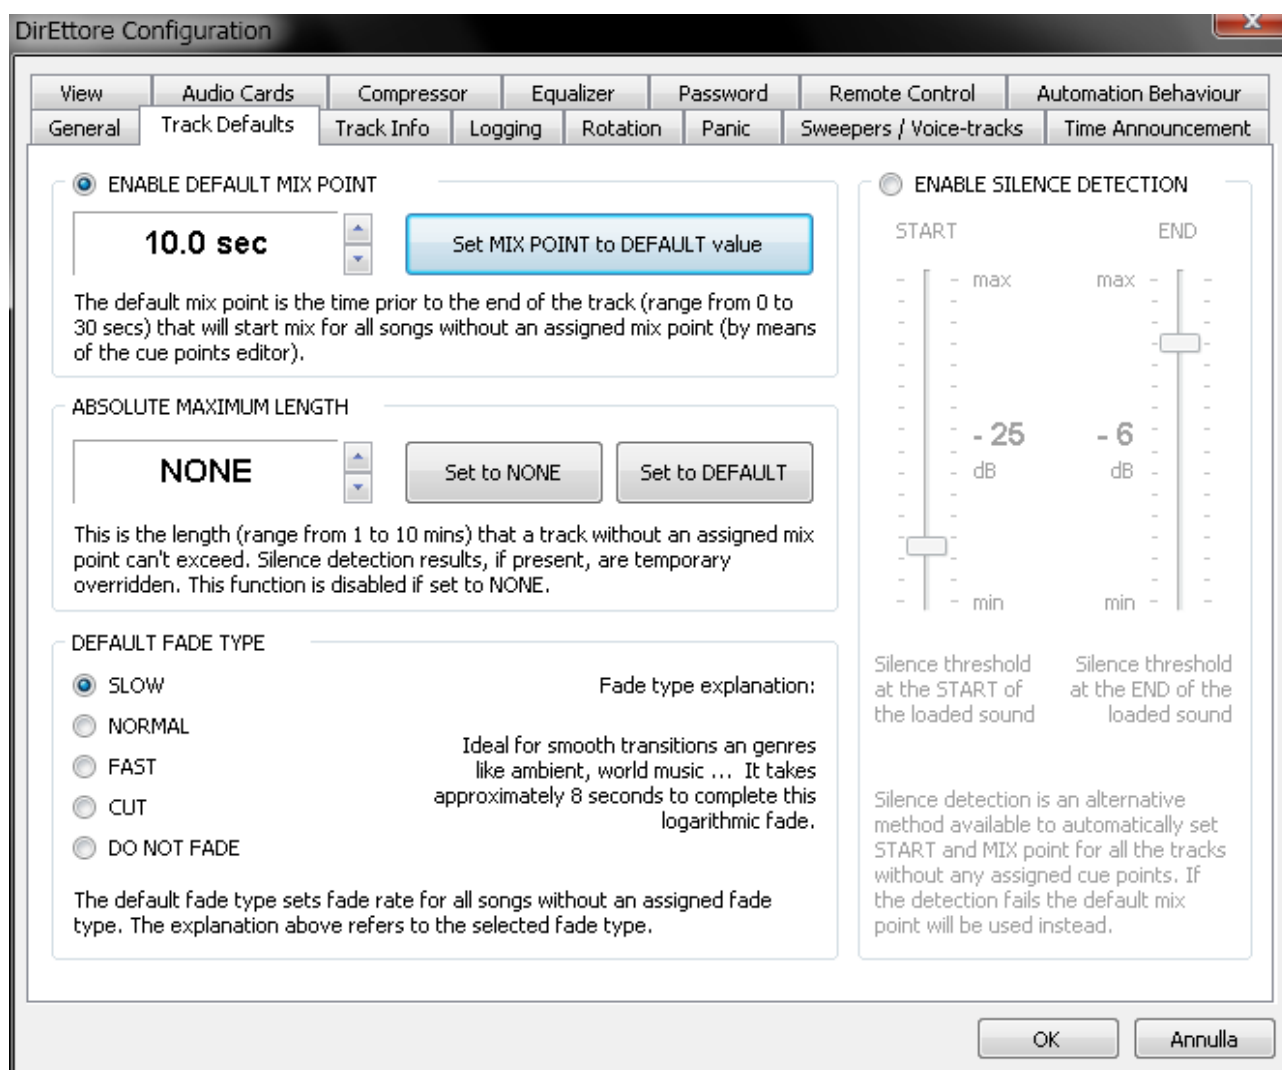 DirEttore Configuration
View
Audio Cards
Compressor
Equalizer
Password
Remote Control
Automation Behaviour
General
Track Defaults
Track Info
Logging
Rotation
Panic
Sweepers / Voice-tracks
Time Announcement
ENABLE DEFAULT MIX POINT
10.0 sec
Set MIX POINT to DEFAULT value
The default mix point is the time prior to the end of the track (range from 0 to
30 secs) that will start mix for all songs without an assigned mix point (by means
of the cue points editor).
ABSOLUTE MAXIMUM LENGTH
NONE
Set to NONE
Set to DEFAULT
This is the length (range from 1 to 10 mins) that a track without an assigned mix
point can't exceed. Silence detection results, if present, are temporary
overridden. This function is disabled if set to NONE.
DEFAULT FADE TYPE
SLOW
NORMAL
FAST
CUT
DO NOT FADE
Fade type explanation:
Ideal for smooth transitions an genres
like ambient, world music ... It takes
approximately 8 seconds to complete this
logarithmic fade.
The default fade type sets fade rate for all songs without an assigned fade
type. The explanation above refers to the selected fade type.
ENABLE SILENCE DETECTION
START
END
max
max
- 25
- 6
dB
dB
min
min
Silence threshold
at the START of
the loaded sound
Silence threshold
at the END of the
loaded sound
Silence detection is an alternative
method available to automatically set
START and MIX point for all the tracks
without any assigned cue points. If
the detection fails the default mix
point will be used instead.
OK
Annulla